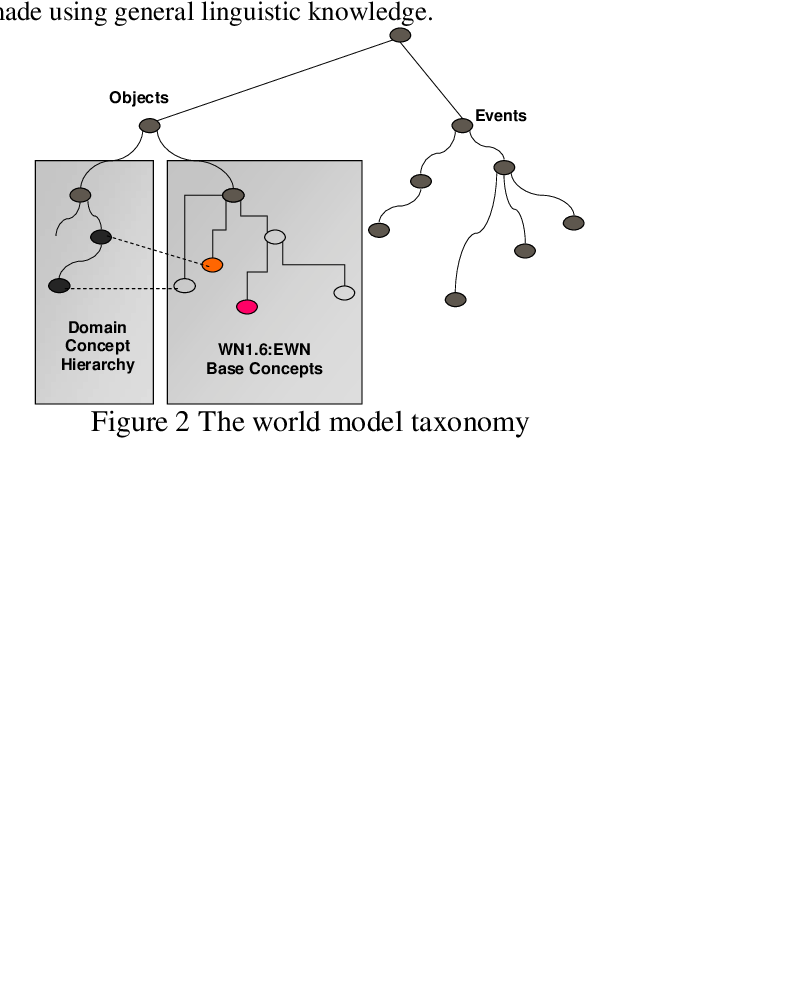 using general linguistic knowledge.
Objects
Events
Domain
Concept
Hierarchy
WN1.6:EWN
Base Concepts
Figure 2 The world model taxonomy